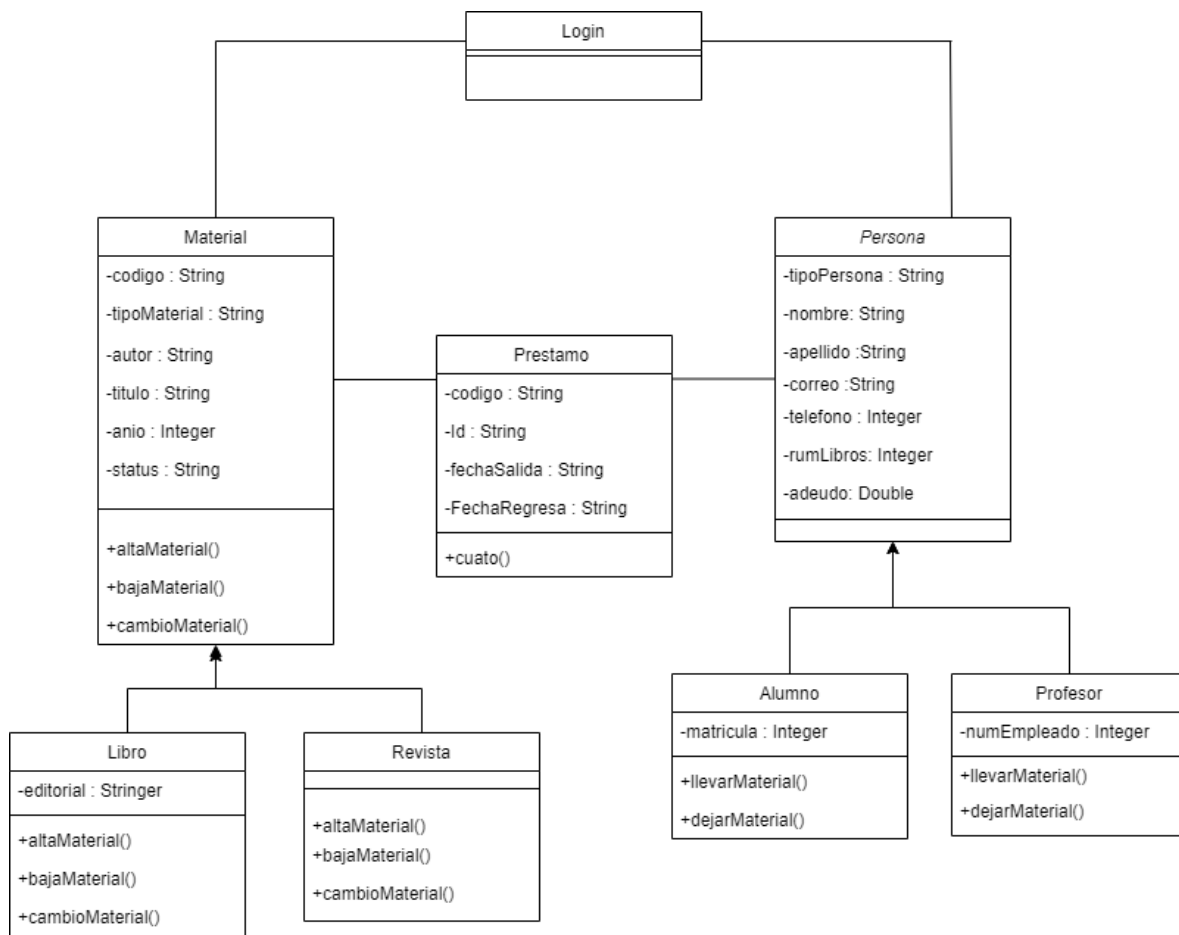 Login
Material
-codigo : String
-tipoMaterial : String
-autor : String
-titulo : String
-anio : Integer
-status : String
+altaMaterial()
+bajaMaterial()
+cambioMaterial()
Prestamo
-codigo : String
-Id : String
-fechaSalida : String
-FechaRegresa : String
+cuato()
Persona
-tipoPersona : String
-nombre: String
-apellido :String
-correo :String
-telefono : Integer
-rumLibros: Integer
-adeudo: Double
Libro
-editorial : Stringer
+altaMaterial()
+bajaMaterial()
+cambioMaterial()
Revista
+altaMaterial()
+bajaMaterial()
+cambioMaterial()
Alumno
-matricula : Integer
+llevarMaterial()
+dejarMaterial()
Profesor
-numEmpleado : Integer
+llevarMaterial()
+dejarMaterial()